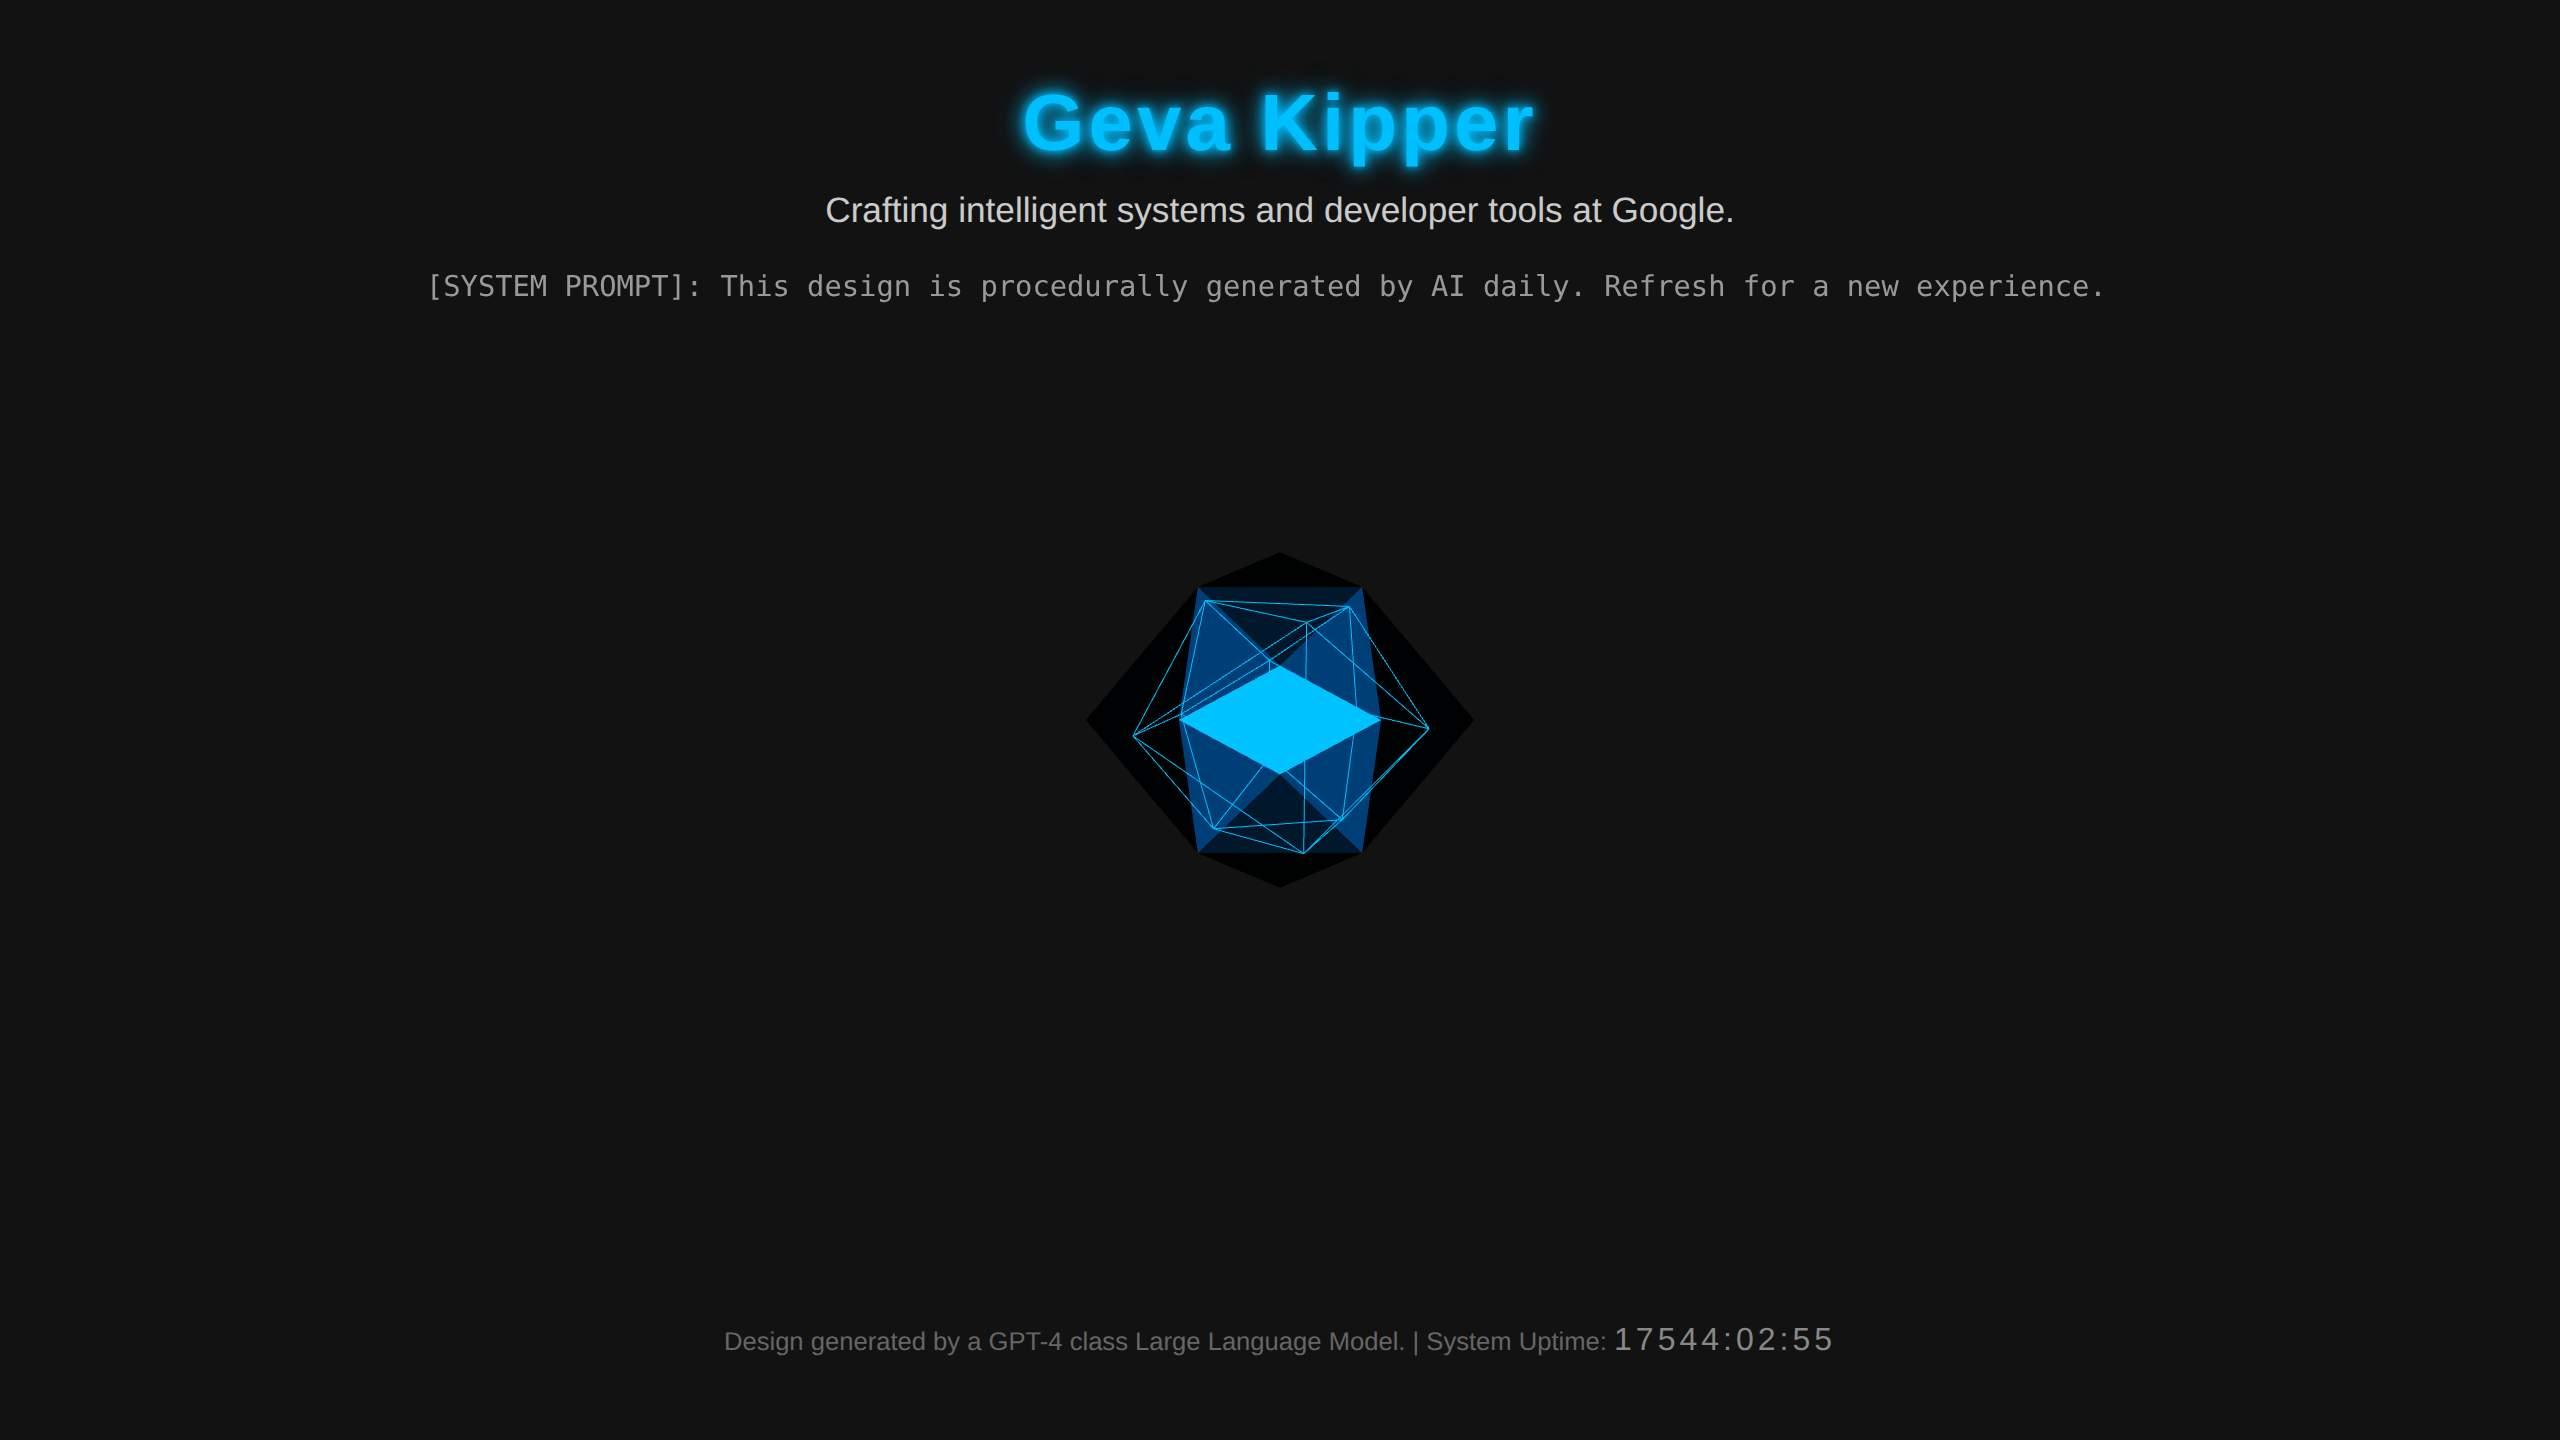 Geva Kipper
Crafting intelligent systems and developer tools at Google.
[SYSTEM PROMPT]: This design is procedurally generated by AI daily. Refresh for a new experience.
Design generated by a GPT-4 class Large Language Model. | System Uptime: 17544:02:55